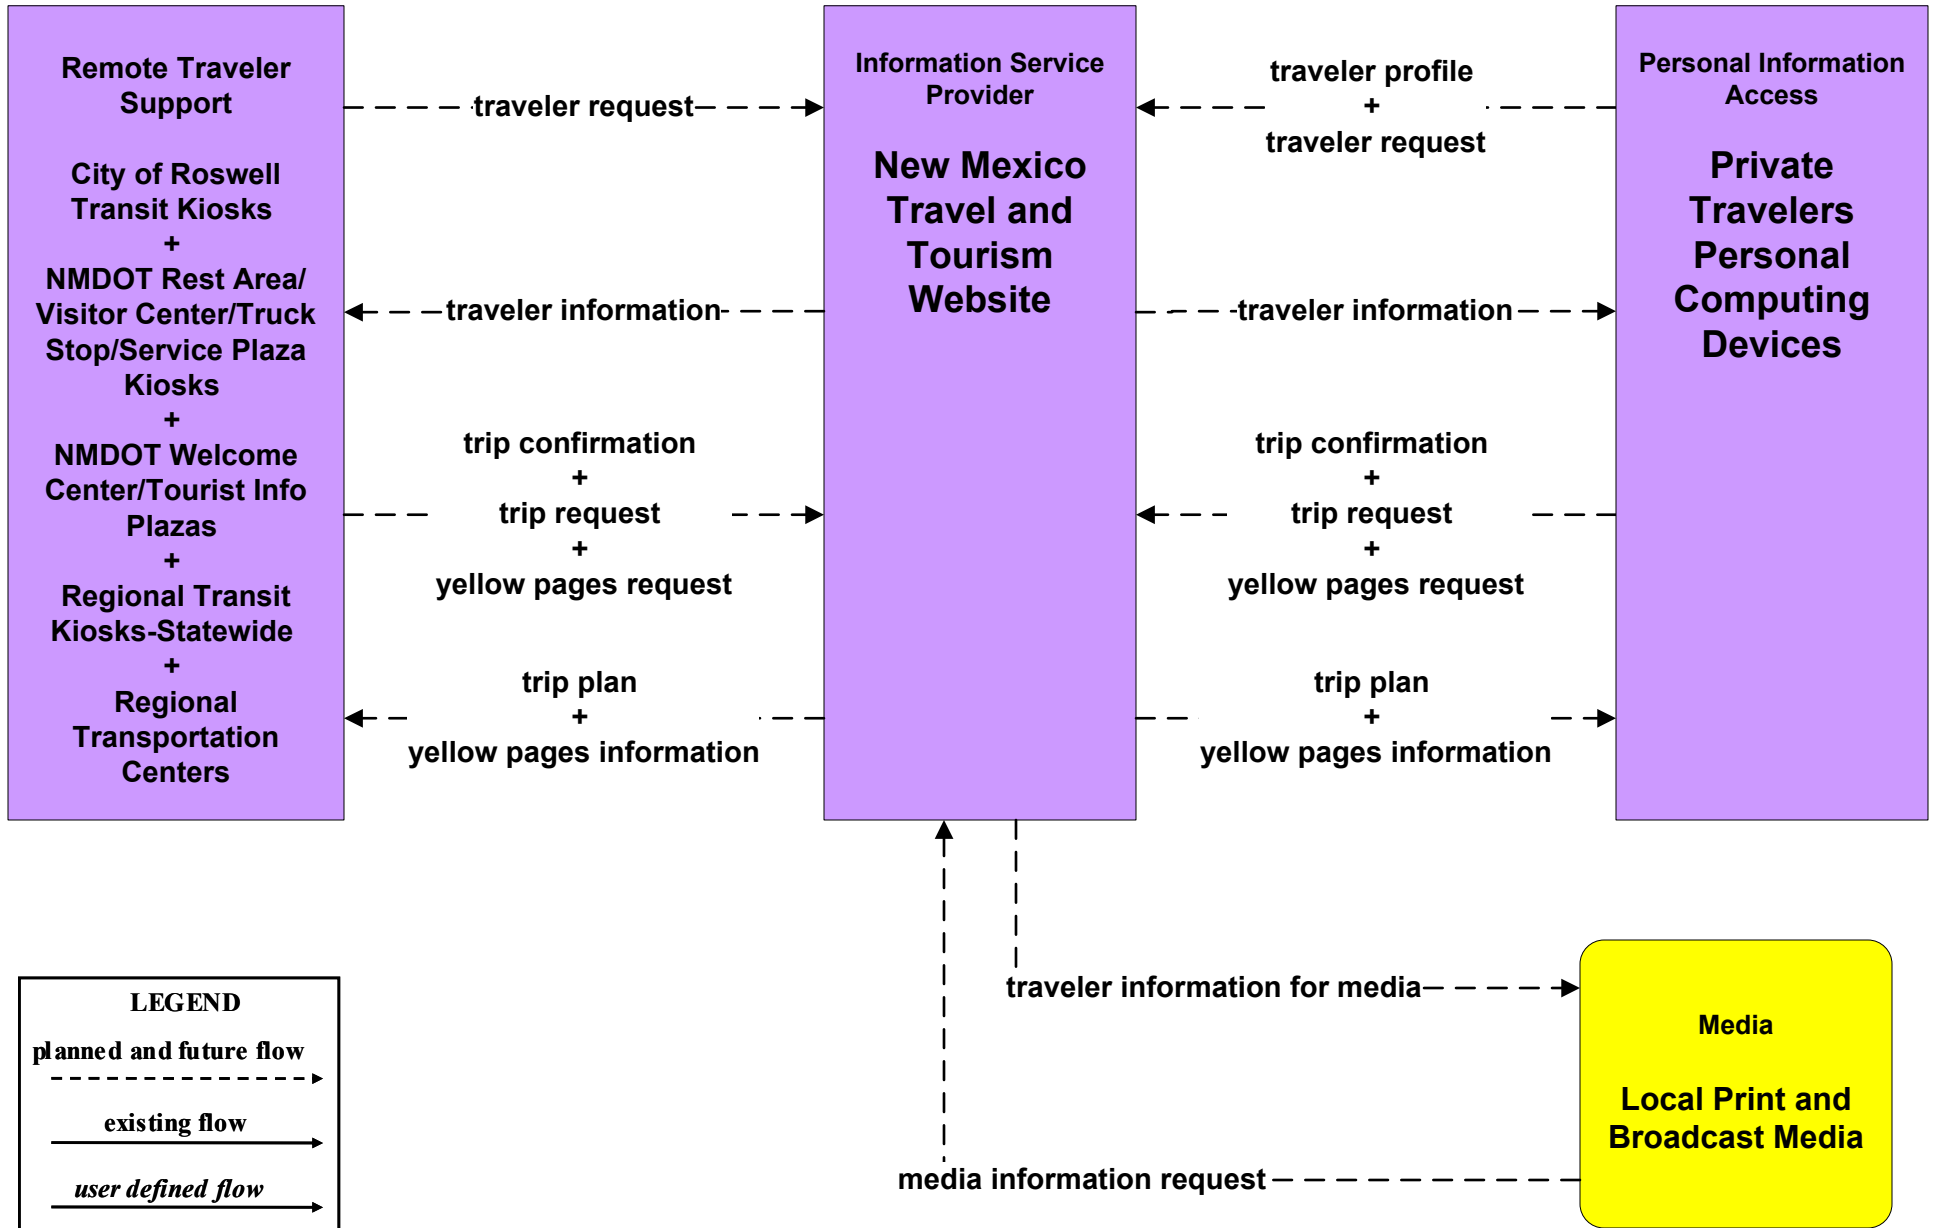 Remote Traveler
Support
City of Roswell
Transit Kiosks
+
NMDOT Rest Area/
Visitor Center/Truck
Stop/Service Plaza
Kiosks
+
NMDOT Welcome
Center/Tourist Info
Plazas
+
Regional Transit
Kiosks-Statewide
+
Regional
Transportation
Centers
traveler request
traveler information
trip confirmation
+
trip request
+
yellow pages request
trip plan
+
yellow pages information
Information Service
Provider
New Mexico
Travel and
Tourism
Website
traveler profile
+
traveler request
traveler information
trip confirmation
+
trip request
+
yellow pages request
trip plan
+
yellow pages information
Personal Information
Access
Private
Travelers
Personal
Computing
Devices
traveler information for media
media information request
Media
Local Print and
Broadcast Media
LEGEND
planned and future flow
existing flow
user defined flow